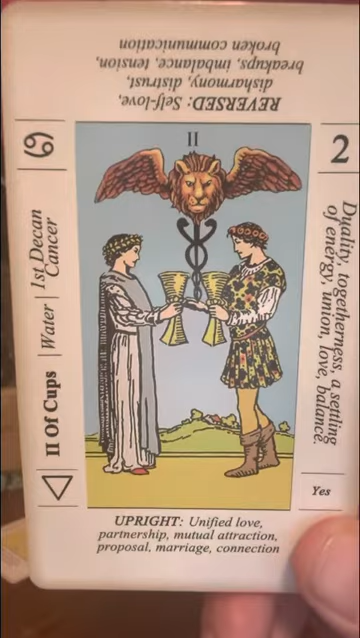 REVERSED: Self-love,
disharmony, distrust,
breakups, imbalance, tension,
broken communication
II
2
Duality, togetherness, a settling
of energy, union, love, balance.
Yes
1st Decan
Cancer
Water
II Of Cups
UPRIGHT: Unified love,
partnership, mutual attraction,
proposal, marriage, connection